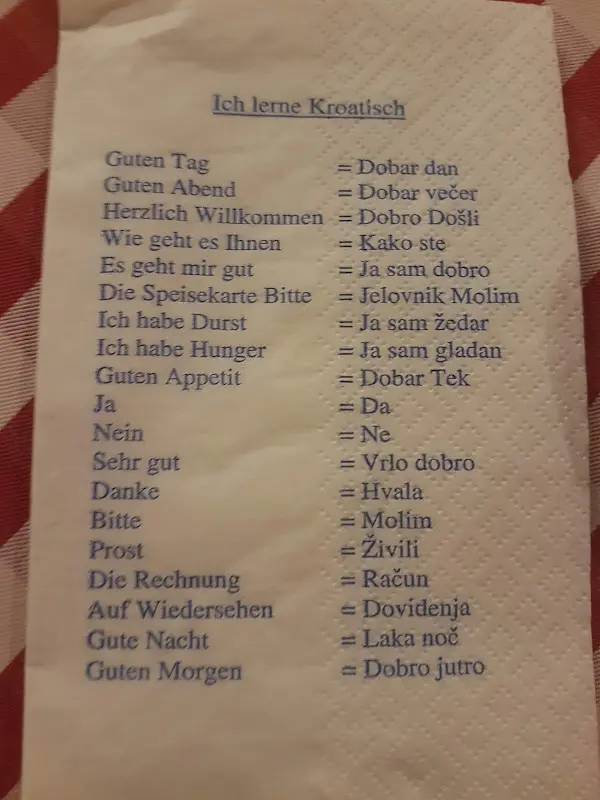 Ich lerne Kroatisch
Guten Tag = Dobar dan
Guten Abend = Dobar večer
Herzlich Willkommen = Dobro Došli
Wie geht es Ihnen = Kako ste
Es geht mir gut = Ja sam dobro
Die Speisekarte Bitte = Jelovnik Molim
Ich habe Durst = Ja sam žedar
Ich habe Hunger = Ja sam gladan
Guten Appetit = Dobar Tek
Ja = Da
Nein = Ne
Sehr gut = Vrlo dobro
Danke = Hvala
Bitte = Molim
Prost = Živili
Die Rechnung = Račun
Auf Wiedersehen = Dovidenja
Gute Nacht = Laka noč
Guten Morgen = Dobro jutro